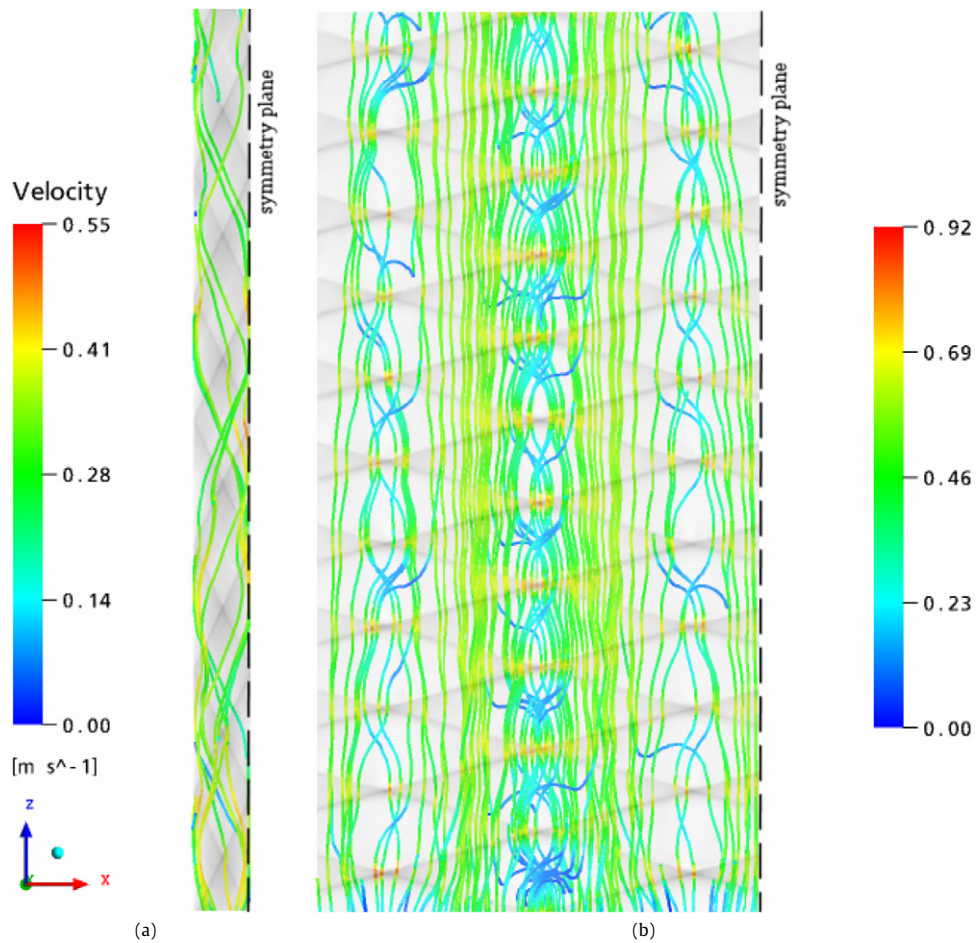 symmetry plane
symmetry plane
Velocity
0.55
0.41
0.28
0.14
0.00
[m s^-1]
z
x
0.92
0.69
0.46
0.23
0.00
(a)
(b)